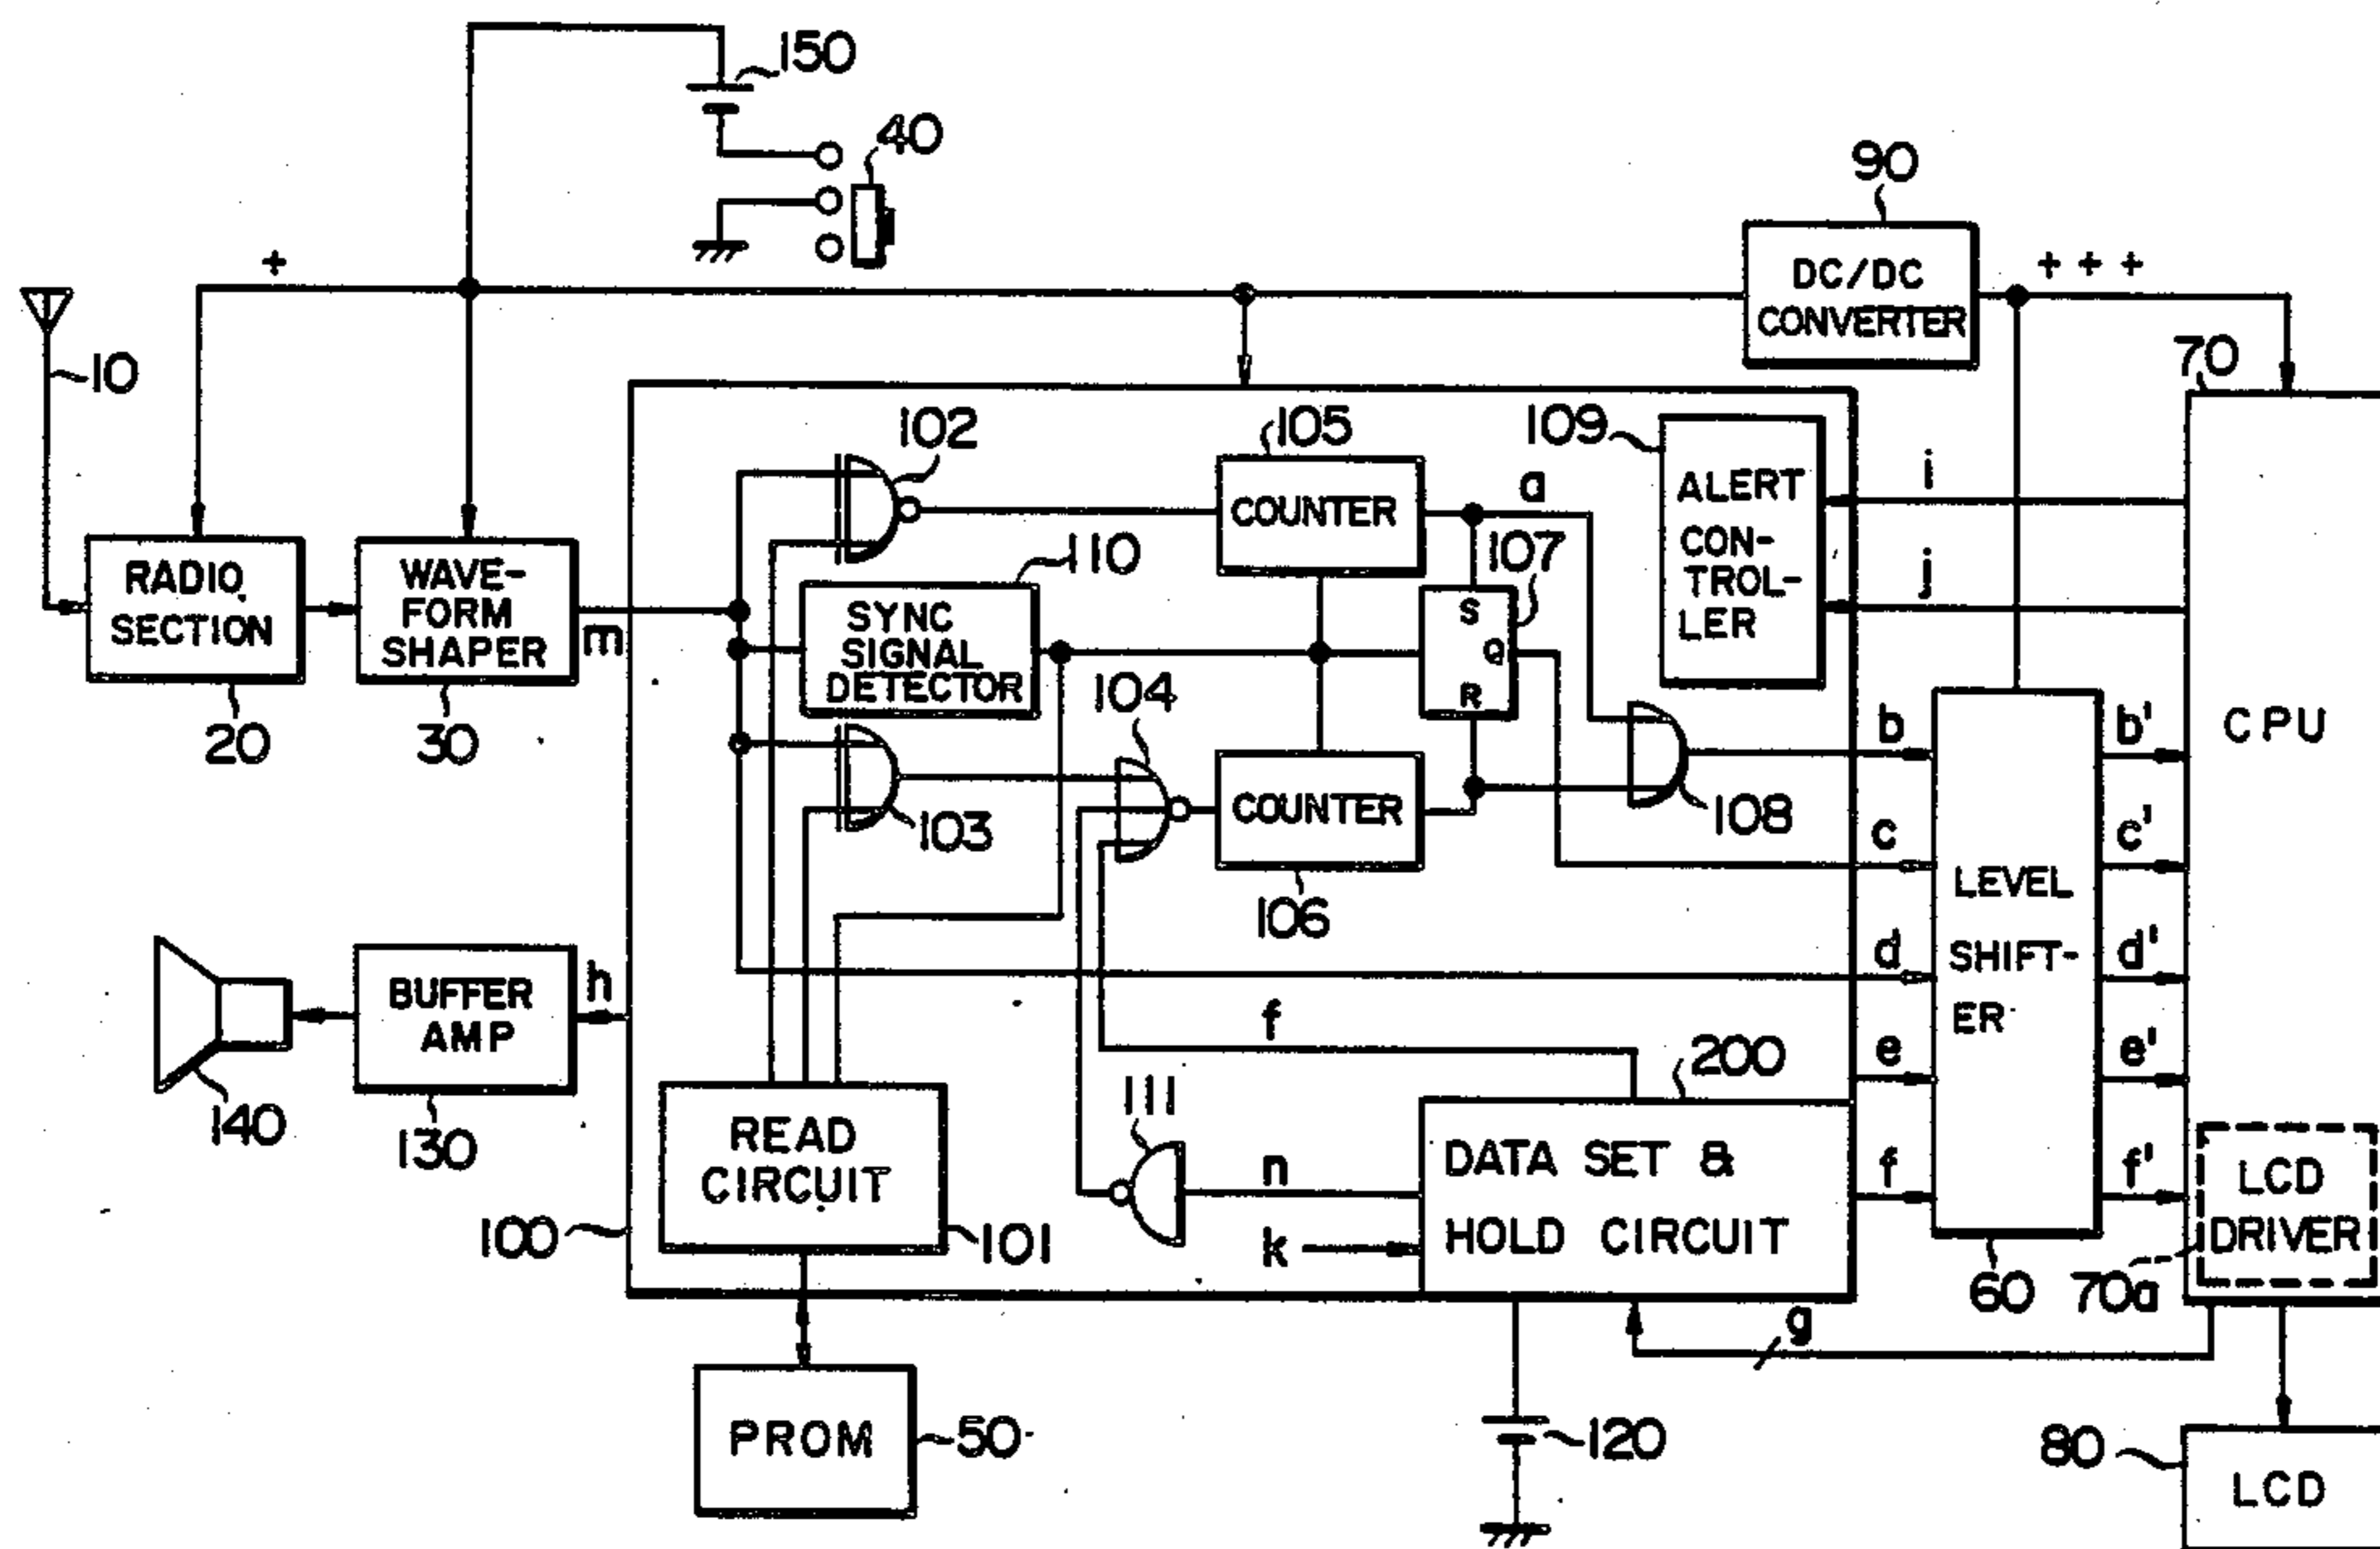 150
40
90
+
DC/DC
CONVERTER
+ + +
10
70
102
105
109
ALERT
CON-
TROL-
LER
i
j
COUNTER
a
107
110
RADIO
SECTION
WAVE-
FORM
SHAPER
m
SYNC
SIGNAL
DETECTOR
S
Q
R
104
20
30
103
COUNTER
106
108
b
b'
CPU
c
c'
LEVEL
SHIFT-
ER
d
d'
e
e'
f
f'
BUFFER
AMP
h
140
130
f
200
111
READ
CIRCUIT
n
k
DATA SET &
HOLD CIRCUIT
LCD
DRIVER
100
101
60
70a
g
PROM
50
120
80
LCD